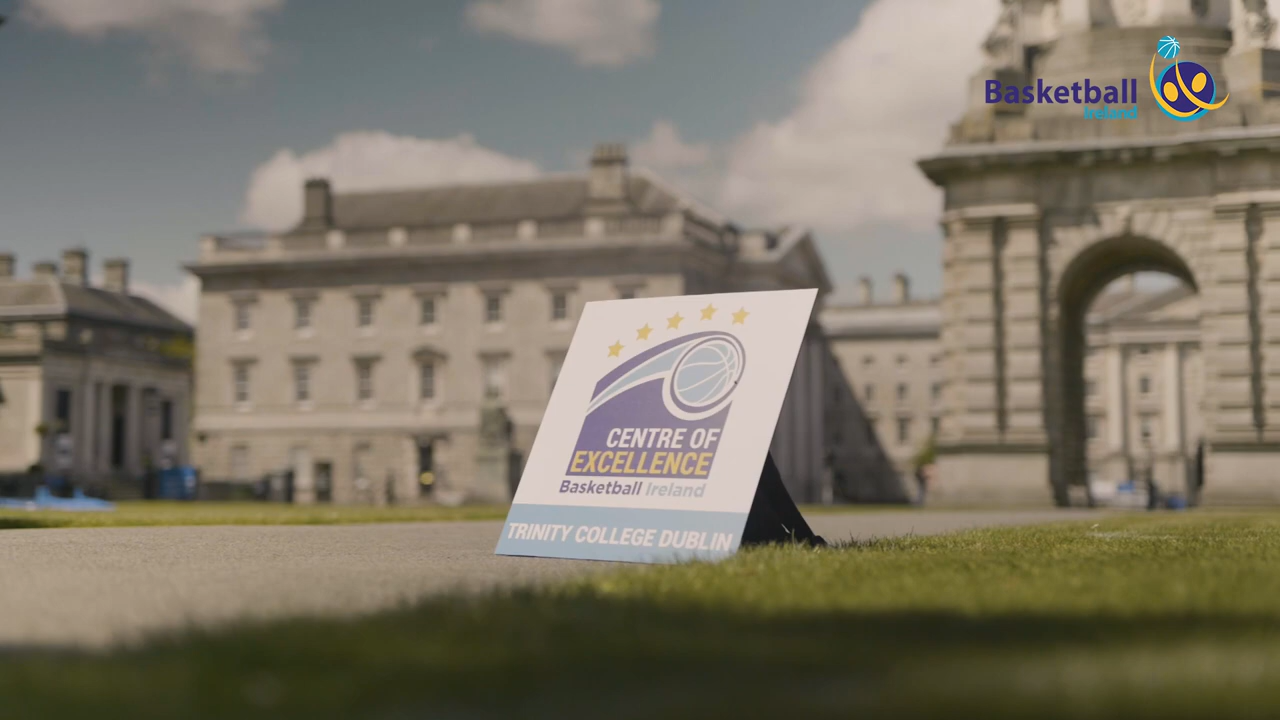 Basketball
Ireland
CENTRE OF
EXCELLENCE
Basketball Ireland
TRINITY COLLEGE DUBLIN